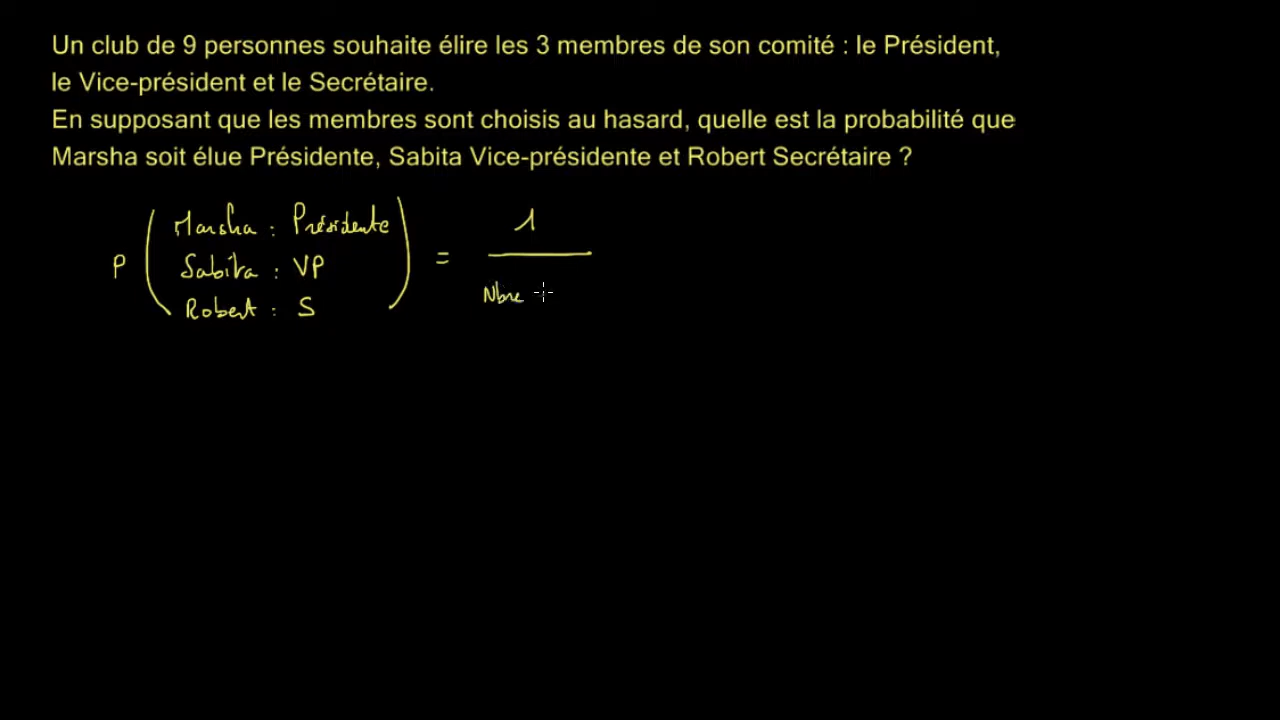 Un club de 9 personnes souhaite élire les 3 membres de son comité : le Président,
le Vice-président et le Secrétaire.
En supposant que les membres sont choisis au hasard, quelle est la probabilité que
Marsha soit élue Présidente, Sabita Vice-présidente et Robert Secrétaire ?
P ( Marsha : Présidente ) = 1
Sabita : VP
Robert : S
Nbre